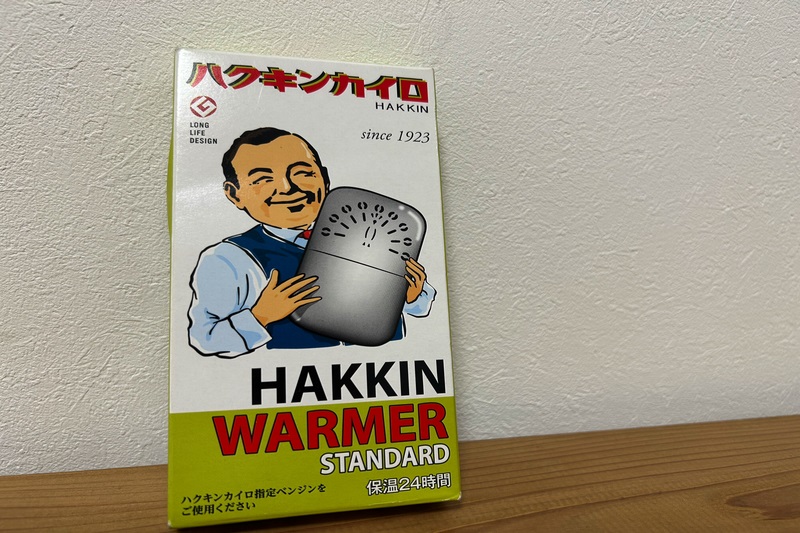 ハクキンカイロ
HAKKIN
LONG
LIFE
DESIGN
since 1923
HAKKIN
WARMER
STANDARD
保温24時間
ハクキンカイロ指定ベンジンを
ご使用ください